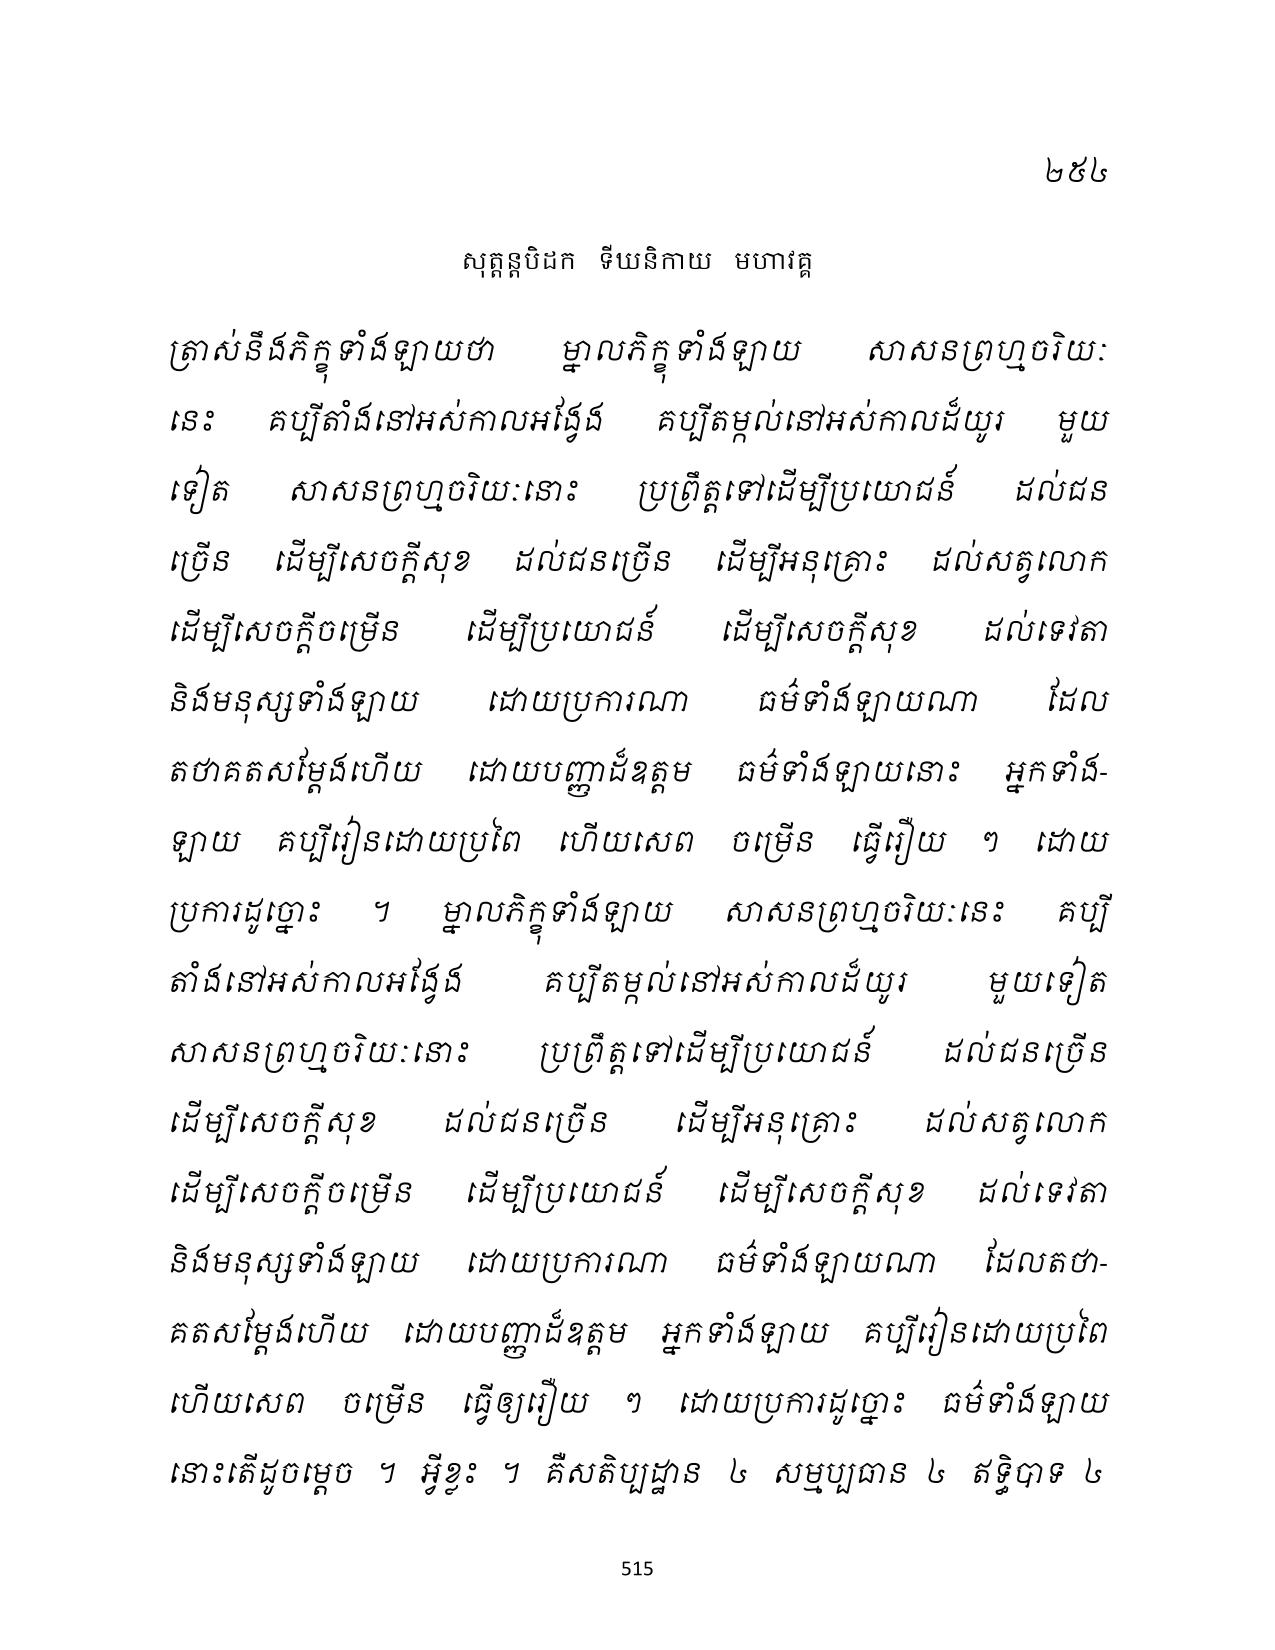 ២៥៤
សុត្តន្តបិដក ទីឃនិកាយ មហាវគ្គ
ត្រាស់នឹងភិក្ខុទាំងឡាយថា ម្នាលភិក្ខុទាំងឡាយ សាសនព្រហ្មចរិយៈ
នេះ គប្បីតាំងនៅអស់កាលអង្វែង គប្បីតម្កល់នៅអស់កាលដ៏យូរ មួយ
ទៀត សាសនព្រហ្មចរិយៈនោះ ប្រព្រឹត្តទៅដើម្បីប្រយោជន៍ ដល់ជន
ច្រើន ដើម្បីសេចក្តីសុខ ដល់ជនច្រើន ដើម្បីអនុគ្រោះ ដល់សត្វលោក
ដើម្បីសេចក្តីចម្រើន ដើម្បីប្រយោជន៍ ដើម្បីសេចក្តីសុខ ដល់ទេវតា
និងមនុស្សទាំងឡាយ ដោយប្រការណា ធម៌ទាំងឡាយណា ដែល
តថាគតសម្តែងហើយ ដោយបញ្ញាដ៏ឧត្តម ធម៌ទាំងឡាយនោះ អ្នកទាំង-
ឡាយ គប្បីរៀនដោយប្រពៃ ហើយសេព ចម្រើន ធ្វើរឿយ ៗ ដោយ
ប្រការដូច្នោះ ។ ម្នាលភិក្ខុទាំងឡាយ សាសនព្រហ្មចរិយៈនេះ គប្បី
តាំងនៅអស់កាលអង្វែង គប្បីតម្កល់នៅអស់កាលដ៏យូរ មួយទៀត
សាសនព្រហ្មចរិយៈនោះ ប្រព្រឹត្តទៅដើម្បីប្រយោជន៍ ដល់ជនច្រើន
ដើម្បីសេចក្តីសុខ ដល់ជនច្រើន ដើម្បីអនុគ្រោះ ដល់សត្វលោក
ដើម្បីសេចក្តីចម្រើន ដើម្បីប្រយោជន៍ ដើម្បីសេចក្តីសុខ ដល់ទេវតា
និងមនុស្សទាំងឡាយ ដោយប្រការណា ធម៌ទាំងឡាយណា ដែលតថា-
គតសម្តែងហើយ ដោយបញ្ញាដ៏ឧត្តម អ្នកទាំងឡាយ គប្បីរៀនដោយប្រពៃ
ហើយសេព ចម្រើន ធ្វើឲ្យរឿយ ៗ ដោយប្រការដូច្នោះ ធម៌ទាំងឡាយ
នោះតើដូចម្តេច ។ អ្វីខ្លះ ។ គឺសតិប្បដ្ឋាន ៤ សម្មប្បធាន ៤ ឥទ្ធិបាទ ៤
515